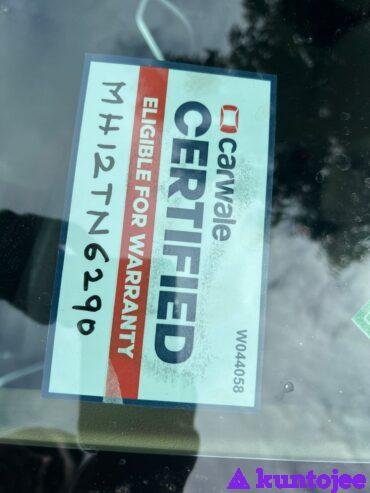 carwale
CERTIFIED
ELIGIBLE FOR WARRANTY
MH12TN6290
W044058
kuntojee